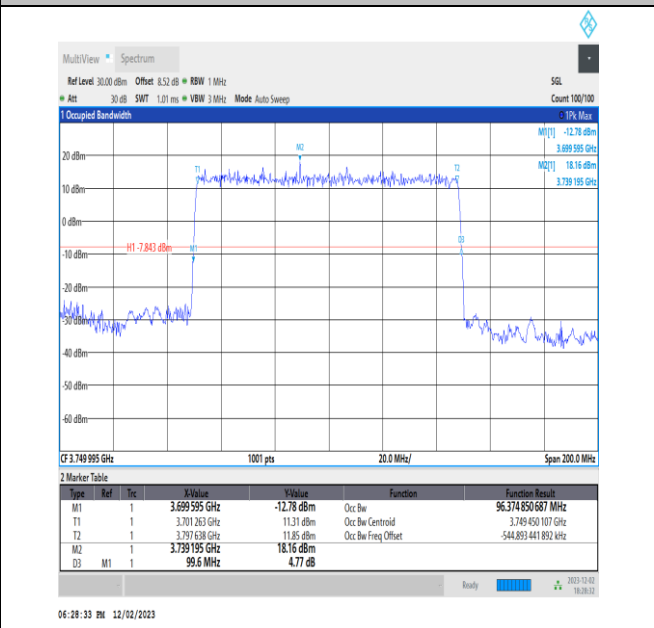 MultiView Spectrum
Ref Level 30.00 dBm Offset 8.52 dB RBW 1 MHz SGL
Att 30 dB SWT 1.01 ms VBW 3 MHz Mode Auto Sweep Count 100/100
1 Occupied Bandwidth 1Pk Max
M1[1] -12.78 dBm
3.699 595 GHz
M2[1] 18.16 dBm
3.739 195 GHz
M2
20 dBm
T1
T2
10 dBm
0 dBm
D3
H1 -7.843 dBm
M1
-10 dBm
-20 dBm
-30 dBm
-40 dBm
-50 dBm
-60 dBm
CF 3.749 995 GHz 1001 pts 20.0 MHz/ Span 200.0 MHz
2 Marker Table
Type Ref Trc X-Value Y-Value Function Function Result
M1 1 3.699 595 GHz -12.78 dBm Occ Bw 96.374 850 687 MHz
T1 1 3.701 263 GHz 11.31 dBm Occ Bw Centroid 3.749 450 107 GHz
T2 1 3.797 638 GHz 11.85 dBm Occ Bw Freq Offset -544.893 441 892 kHz
M2 1 3.739 195 GHz 18.16 dBm
D3 M1 1 99.6 MHz 4.77 dB
Ready 2023-12-02
18:28:32
06:28:33 PM 12/02/2023